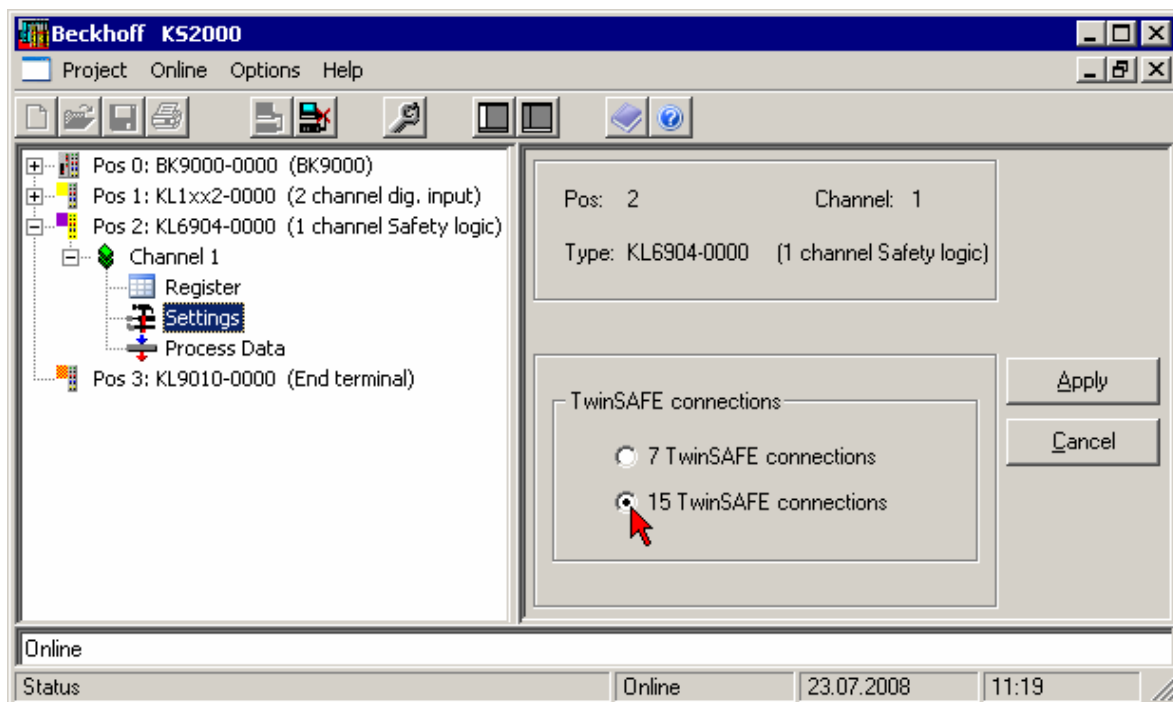 Beckhoff KS2000
Project Online Options Help
Pos 0: BK9000-0000 (BK9000)
Pos 1: KL1xx2-0000 (2 channel dig. input)
Pos 2: KL6904-0000 (1 channel Safety logic)
Channel 1
Register
Settings
Process Data
Pos 3: KL9010-0000 (End terminal)
Pos: 2 Channel: 1
Type: KL6904-0000 (1 channel Safety logic)
TwinSAFE connections
7 TwinSAFE connections
15 TwinSAFE connections
Apply
Cancel
Online
Status Online 23.07.2008 11:19